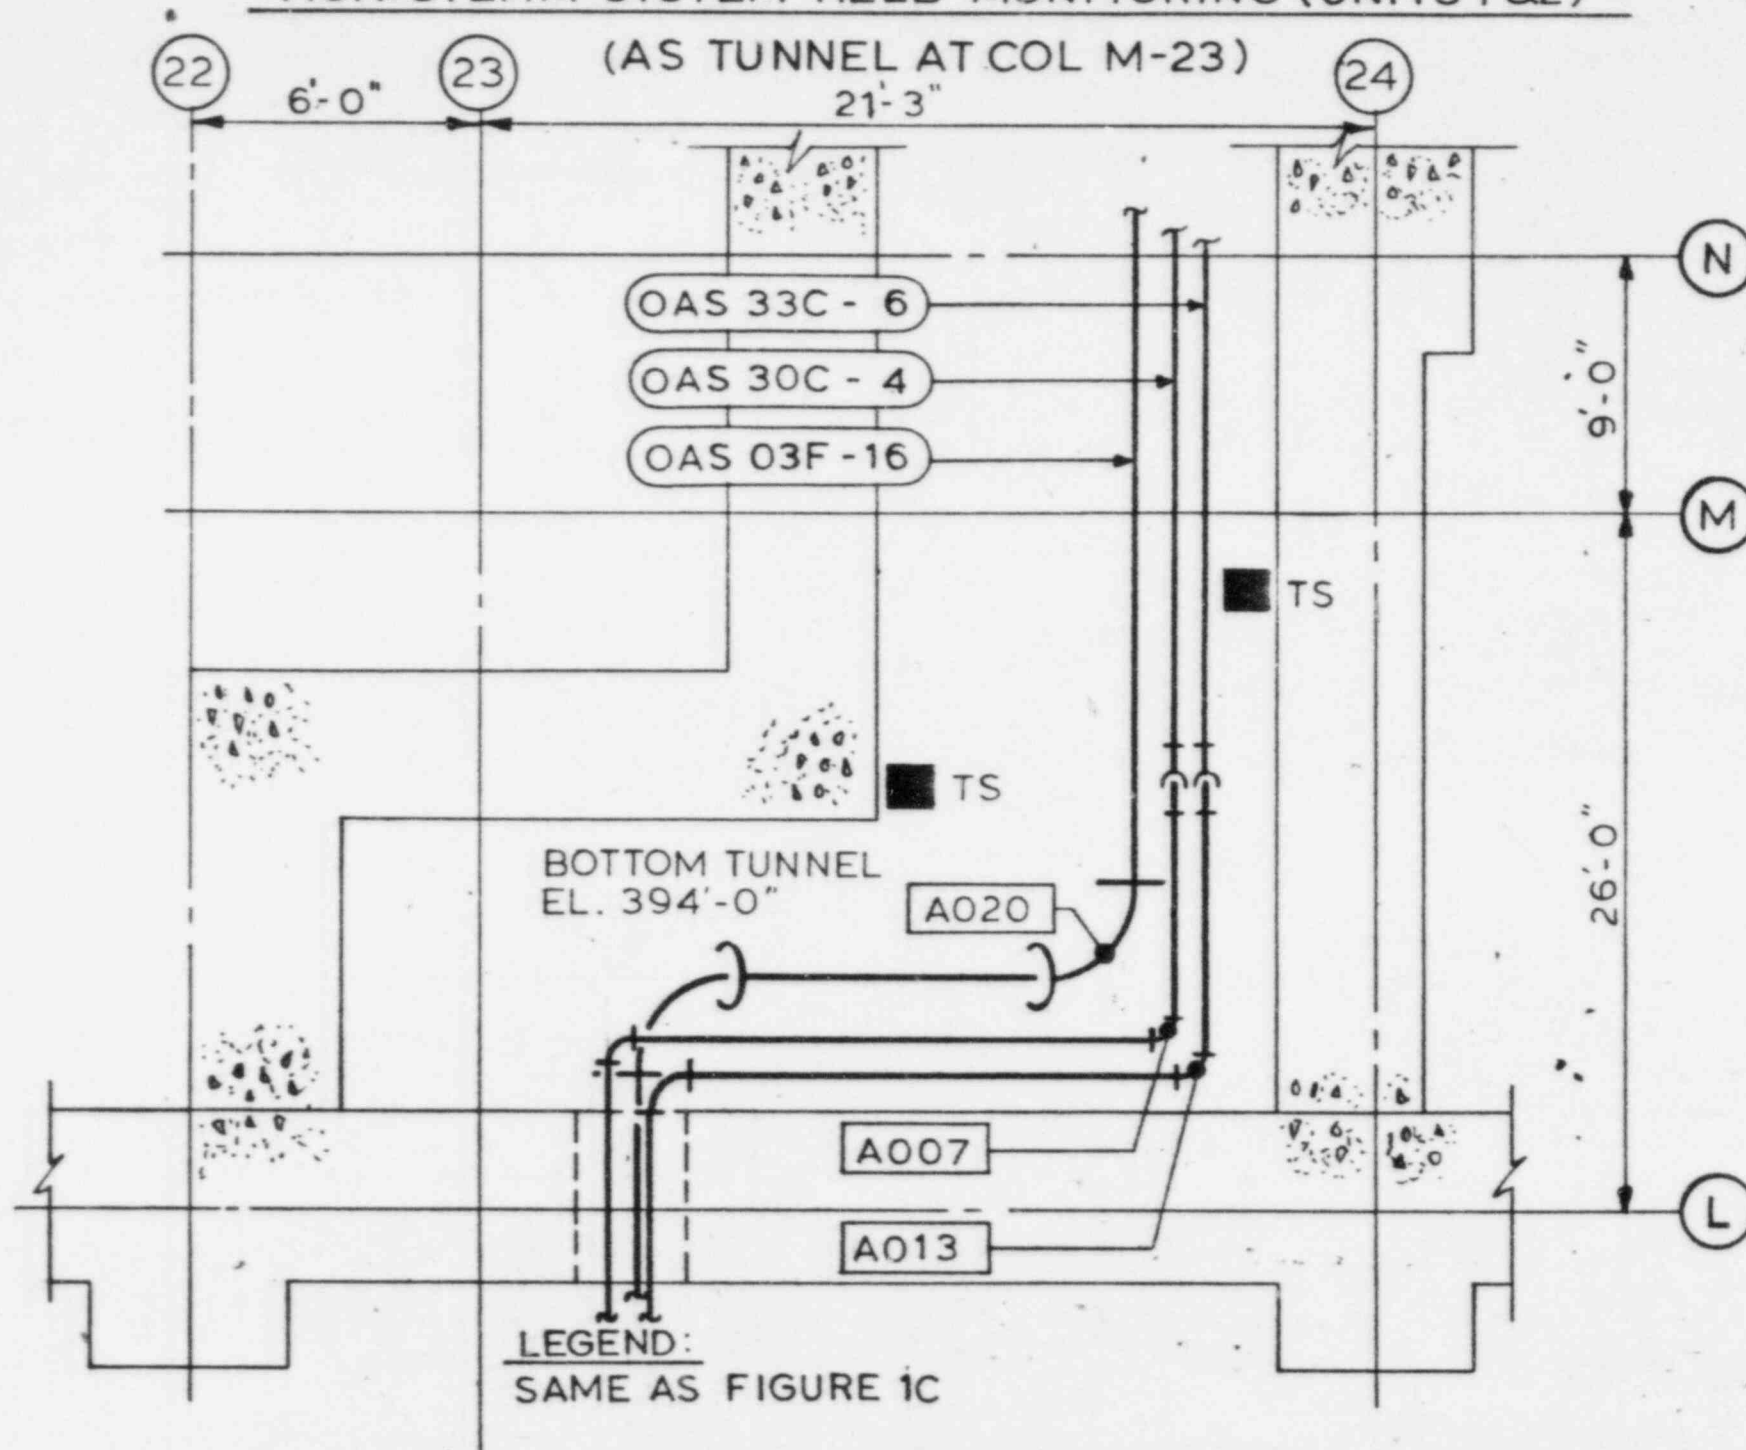 (AS TUNNEL AT COL M-23)
22
23
24
6'-0"
21'-3"
N
OAS 33C - 6
OAS 30C - 4
9'-0"
OAS 03F - 16
M
TS
TS
BOTTOM TUNNEL
EL. 394'-0"
A020
26'-0"
A007
L
A013
LEGEND:
SAME AS FIGURE 1C